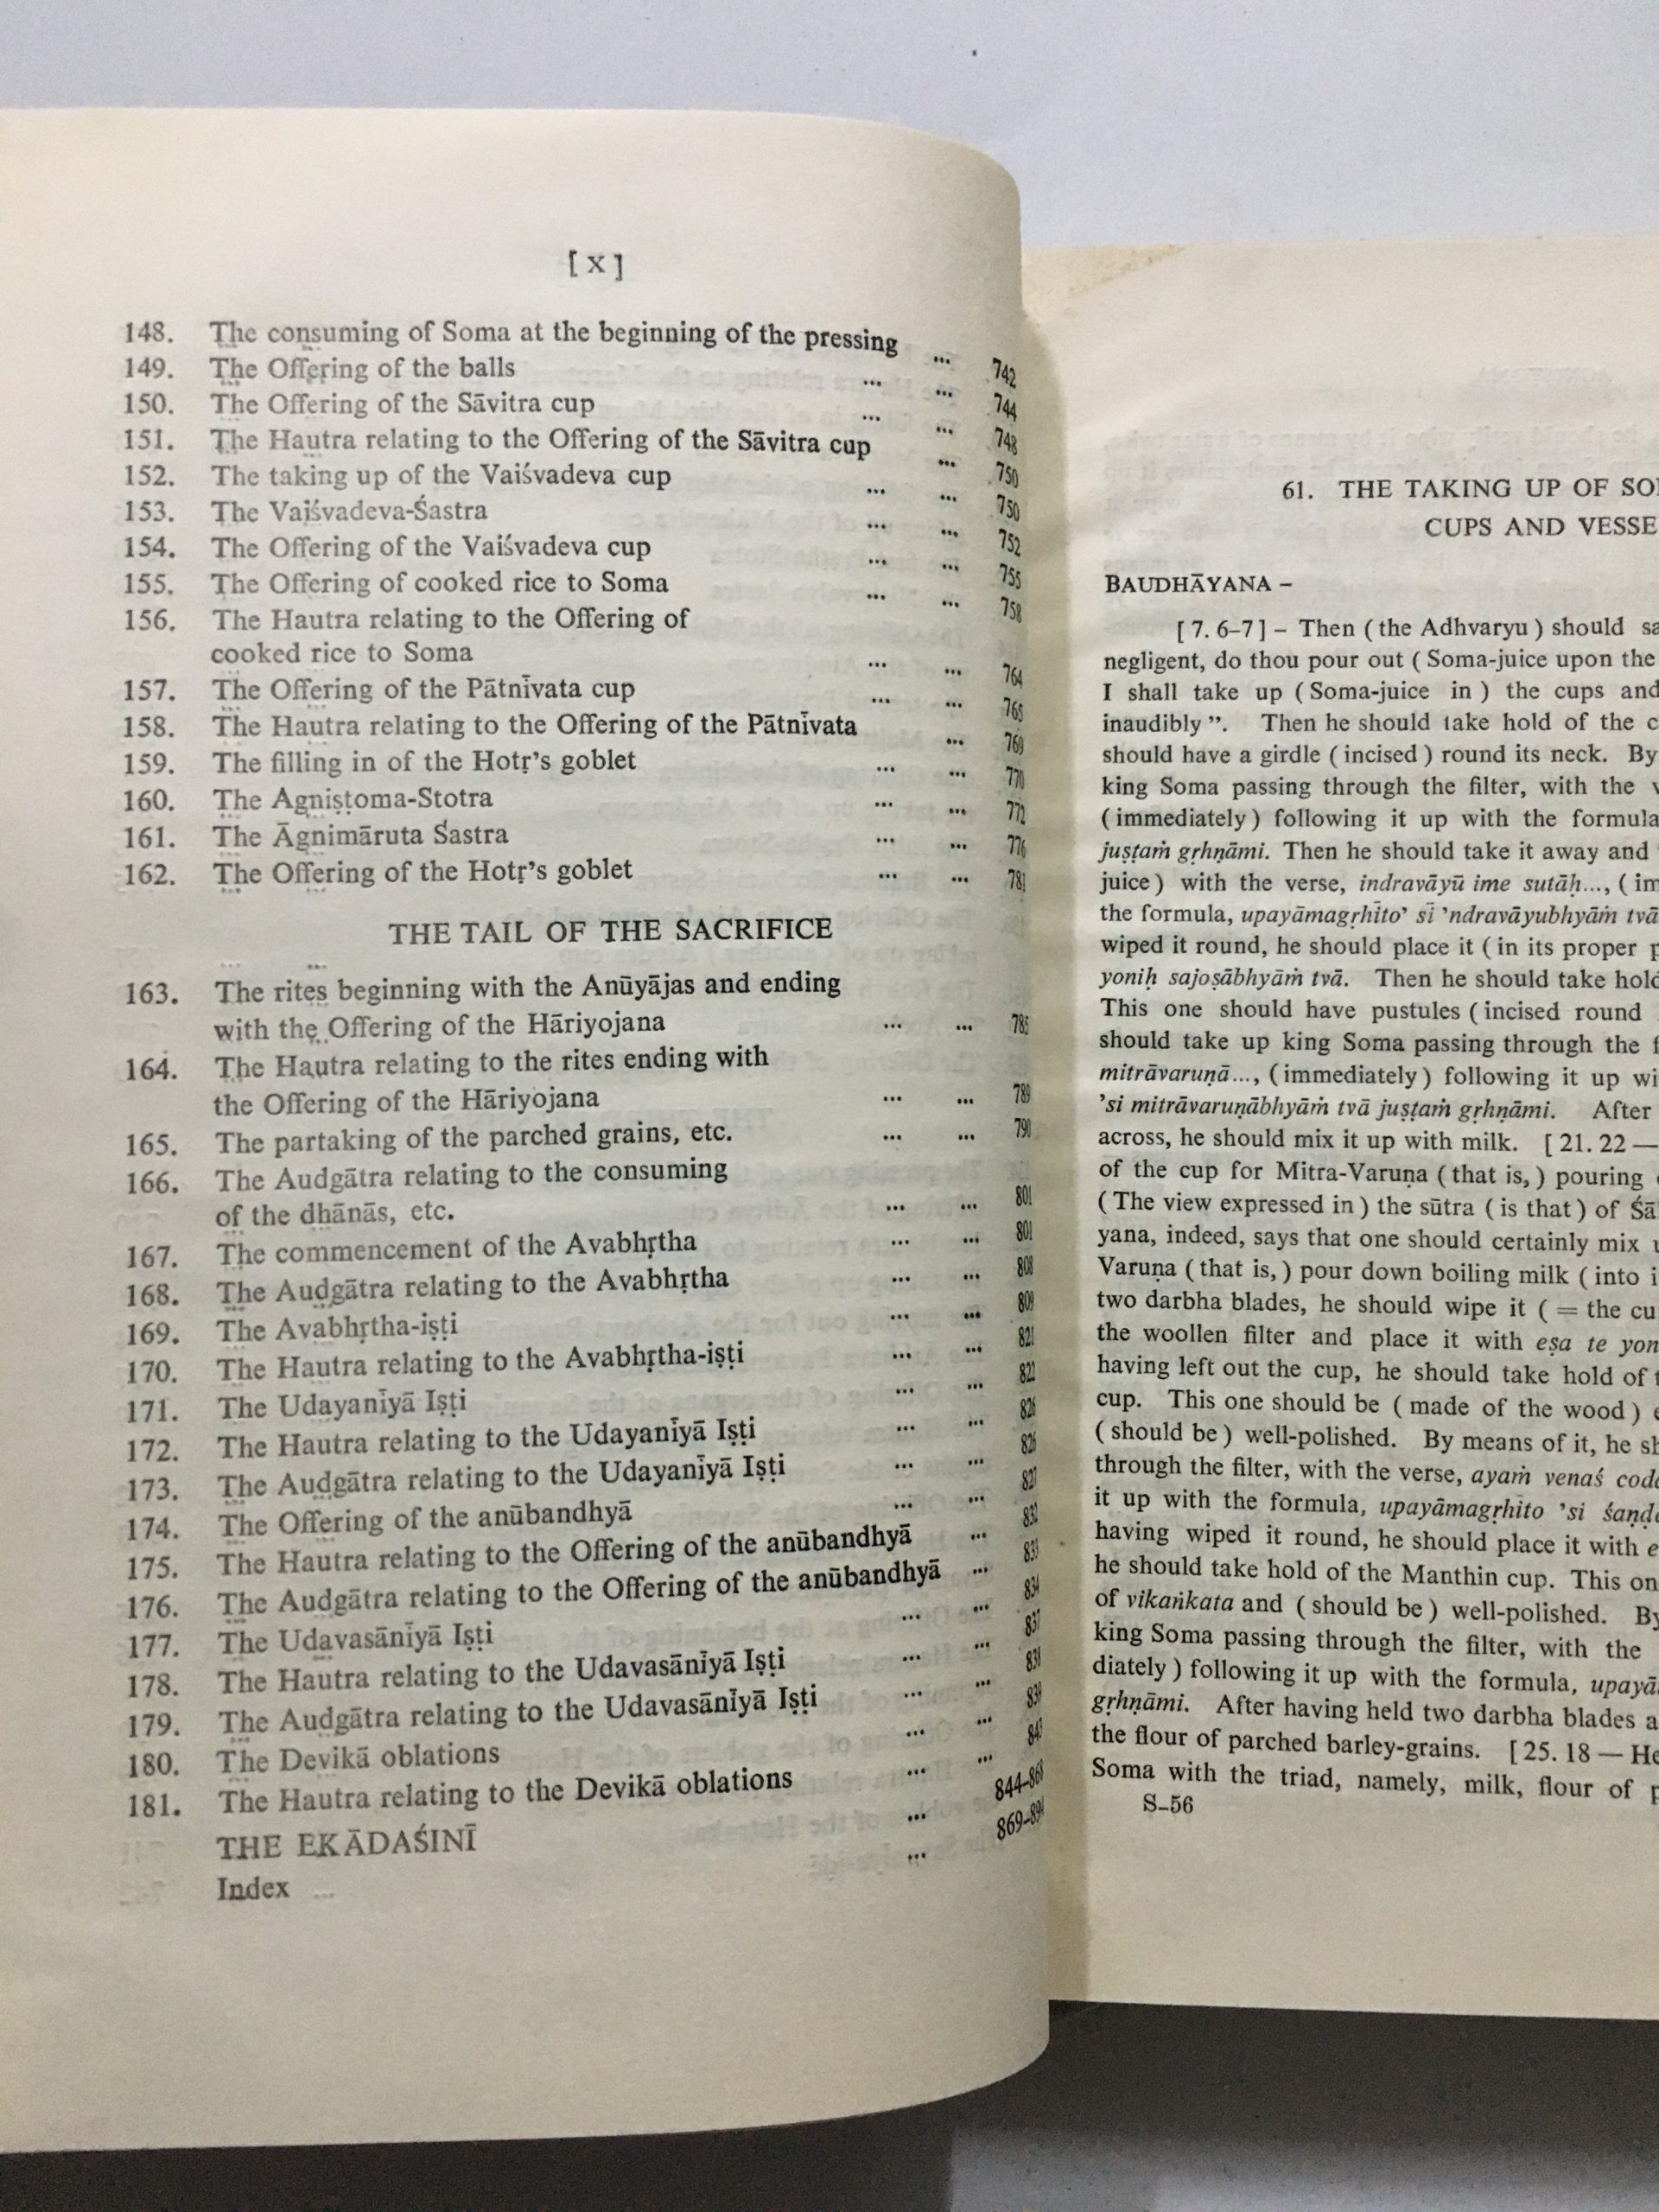 [ x ]
148. The consuming of Soma at the beginning of the pressing ... 742
149. The Offering of the balls ... ... 744
150. The Offering of the Sāvitra cup ... ... 748
151. The Hautra relating to the Offering of the Sāvitra cup ... 750
152. The taking up of the Vaiśvadeva cup ... ... 750
153. The Vaiśvadeva-Śastra ... ... 752
154. The Offering of the Vaiśvadeva cup ... ... 755
155. The Offering of cooked rice to Soma ... ... 758
156. The Hautra relating to the Offering of
cooked rice to Soma ... ... 764
157. The Offering of the Pātnīvata cup ... ... 765
158. The Hautra relating to the Offering of the Pātnīvata ... 769
159. The filling in of the Hotṛ's goblet ... ... 770
160. The Agniṣṭoma-Stotra ... ... 772
161. The Āgnimāruta Śastra ... ... 776
162. The Offering of the Hotṛ's goblet ... ... 781
THE TAIL OF THE SACRIFICE
163. The rites beginning with the Anūyājas and ending
with the Offering of the Hāriyojana ... ... 785
164. The Hautra relating to the rites ending with
the Offering of the Hāriyojana ... ... 789
165. The partaking of the parched grains, etc. ... ... 790
166. The Audgātra relating to the consuming
of the dhānās, etc. ... ... 801
167. The commencement of the Avabhṛtha ... ... 801
168. The Audgātra relating to the Avabhṛtha ... ... 808
169. The Avabhṛtha-iṣṭi ... ... 809
170. The Hautra relating to the Avabhṛtha-iṣṭi ... ... 821
171. The Udayanīyā Iṣṭi ... ... 822
172. The Hautra relating to the Udayanīyā Iṣṭi ... ... 826
173. The Audgātra relating to the Udayanīyā Iṣṭi ... ... 826
174. The Offering of the anūbandhyā ... ... 827
175. The Hautra relating to the Offering of the anūbandhyā ... 832
176. The Audgātra relating to the Offering of the anūbandhyā ... 833
177. The Udavasānīyā Iṣṭi ... ... 834
178. The Hautra relating to the Udavasānīyā Iṣṭi ... ... 837
179. The Audgātra relating to the Udavasānīyā Iṣṭi ... ... 838
180. The Devikā oblations ... ... 839
181. The Hautra relating to the Devikā oblations ... ...
THE EKĀDAŚINĪ ...
Index ...
61. THE TAKING UP OF
CUPS AND
BAUDHĀYANA –
[ 7. 6–7 ] – Then ( the Adhvaryu ) should
negligent, do thou pour out ( Soma-juice upon the
I shall take up ( Soma-juice in ) the cups and
inaudibly ”. Then he should take hold of the
should have a girdle ( incised ) round its neck. By
king Soma passing through the filter, with the
( immediately ) following it up with the formula
juṣṭaṁ gṛhṇāmi. Then he should take it away and
juice ) with the verse, indravāyū ime sutāḥ..., (
the formula, upayāmagṛhīto' si 'ndravāyubhyāṁ tvā
wiped it round, he should place it ( in its proper
yoniḥ sajoṣābhyāṁ tvā. Then he should take hold
This one should have pustules ( incised round
should take up king Soma passing through the
mitrāvaruṇā..., ( immediately ) following it up
'si mitrāvaruṇābhyāṁ tvā juṣṭaṁ gṛhṇāmi. After
across, he should mix it up with milk. [ 21. 22 —
of the cup for Mitra-Varuṇa ( that is, ) pouring
( The view expressed in ) the sūtra ( is that ) of
yana, indeed, says that one should certainly mix
Varuṇa ( that is, ) pour down boiling milk ( into
two darbha blades, he should wipe it ( = the
the woollen filter and place it with eṣa te
having left out the cup, he should take hold of
cup. This one should be ( made of the wood )
( should be ) well-polished. By means of it, he
through the filter, with the verse, ayaṁ venaś
it up with the formula, upayāmagṛhīto 'si
having wiped it round, he should place it with
he should take hold of the Manthin cup. This
of vikaṅkata and ( should be ) well-polished. By
king Soma passing through the filter, with the
diately ) following it up with the formula,
gṛhṇāmi. After having held two darbha blades
the flour of parched barley-grains. [ 25. 18 — He
Soma with the triad, namely, milk, flour of
S–56